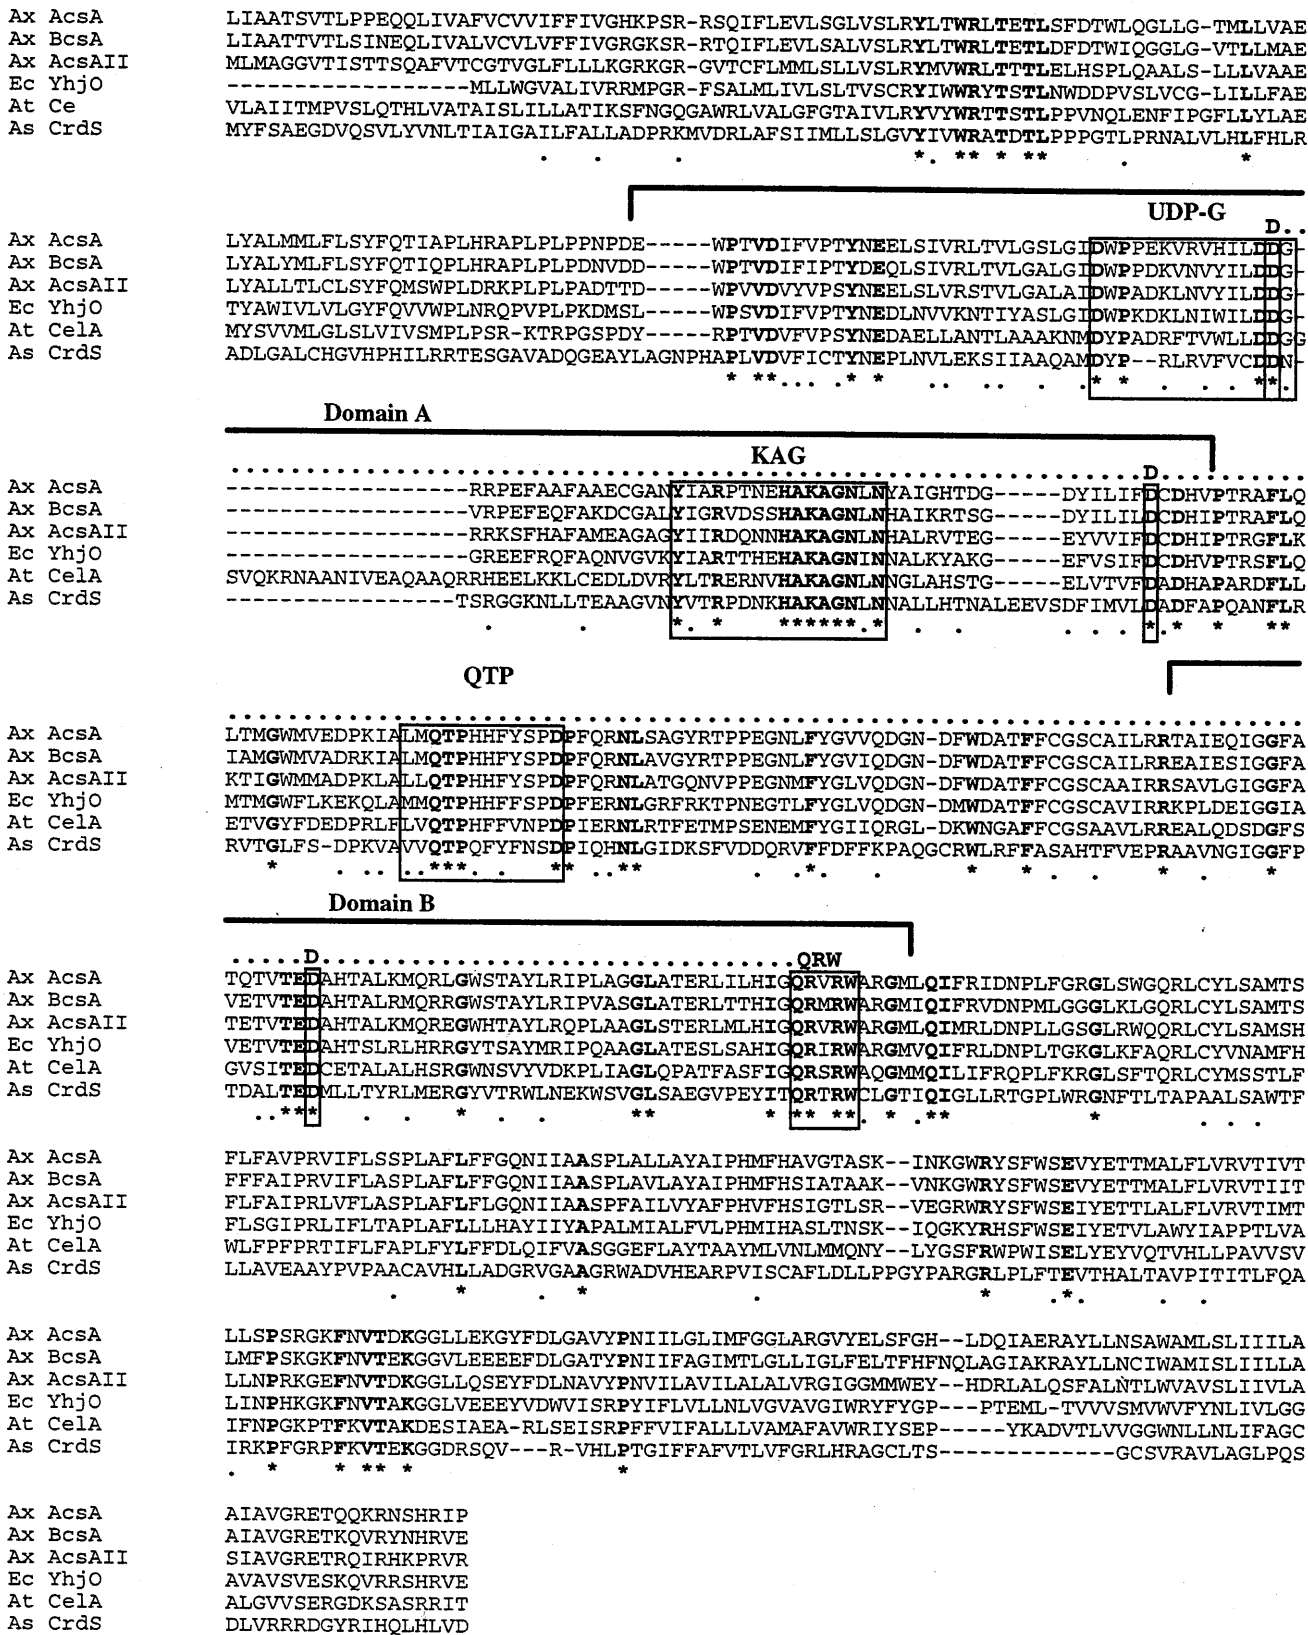 Ax AcsA LIAATSVTLPPEQQLIVAFVCVVIFFIVGHKPSR-RSQIFLEVLSGLVSLRYLTWRLTETLSFDTWLQGLLG-TMLLVAE
Ax BcsA LIAATTVTLSINEQLIVALVCVLVFFIVGRGKSR-RTQIFLEVLSALVSLRYLTWRLTETLDFDTWIQGGLG-VTLLMAE
Ax AcsAII MLMAGGVTISTTSQAFVTCGTVGLFLLLKGRKGR-GVTCFLMMLSLLVSLRYMVWRLTTTLELHSPLQAALS-LLLLVAAE
Ec YhjO ------------------MLLWGVALIVRRMPGR-FSALMLIVLSLTVSCRYIWWRYTSTLNWDDPVSLVCG-LILLFAE
At Ce VLAIITMPVSLQTHLVATAISLILLATIKSFNGQGAWRLVALGFGTAIVLRYVYWRTTSTLPPVNQLENFIPGFLLYLAE
As CrdS MYFSAEGDVQSVLYVNLTIAIGAILFALLADPRKMVDRLAFSIIMLLSLGVYIVWRATDTLPPPGTLPRNALVLHLFHLR
. . . *. ** * ** . *
UDP-G
D..
Ax AcsA LYALMMLFLSYFQTIAPLHRAPLPLPPNPDE-----WPTVDIFVPTYNEELSIVRLTVLGSLGIDWPPEKVRVHILDDG-
Ax BcsA LYALYMLFLSYFQTIQPLHRAPLPLPDNVDD-----WPTVDIFIPTYDEQLSIVRLTVLGALGIDWPPDKVNVYILDDG-
Ax AcsAII LYALLTLCLSYFQMSWPLDRKPLPLPADTTD-----WPVVDVYVPSYNEELSLVRSTVLGALAIDWPADKLNVYILDDG-
Ec YhjO TYAWIVLVLGYFQVVWPLNRQPVPLPKDMSL-----WPSVDIFVPTYNEDLNVVKNTIYASLGIDWPKDKLNIWILDDG-
At CelA MYSVVMLGLSLVIVSMPLPSR-KTRPGSPDY-----RPTVDVFVPSYNEDAELLANTLAAAKNMDYPADRFTVWLLDDGG
As CrdS ADLGALCHGVHPHILRRTESGAVADQGEAYLAGNPHAPLVDVFICTYNEPLNVLEKSIIAAQAMDYP--RLRVFVCDDN-
* **.... * * .. .. . .* * . . .** .
Domain A
KAG
D
Ax AcsA ------------------RRPEFAAFAAECGANYIARPTNEHAKAGNLNYAIGHTDG-----DYILIFDCDHVPTRAFLQ
Ax BcsA ------------------VRPEFEQFAKDCGALYIGRVDSSHAKAGNLNHAIKRTSG-----DYILILDCDHIPTRAFLQ
Ax AcsAII ------------------RRKSFHAFAMEAGAGYIIRDQNNHAKAGNLNHALRVTEG-----EYVVIFDCDHIPTRGFLK
Ec YhjO ------------------GREEFRQFAQNVGVKYIARTTHEHAKAGNINNALKYAKG-----EFVSIFDCDHVPTRSFLQ
At CelA SVQKRNAANIVEAQAAQRRHEELKKLCEDLDVRYLTRERNVHAKAGNLNNGLAHSTG-----ELVTVFDADHAPARDFLL
As CrdS -----------------TSRGGKNLLTEAAGVNYVTRPDNKHAKAGNLNNALLHTNALEEVSDFIMVLDADFAPQANFLR
. . *. * ******. * . . . . . *.* * **
QTP
Ax AcsA LTMGWMVEDPKIALMQTPHHFYSPDPFQRNLSAGYRTPPEGNLFYGVVQDGN-DFWDATFFCGSCAILRRTAIEQIGGFA
Ax BcsA IAMGWMVADRKIALMQTPHHFYSPDPFQRNLAVGYRTPPEGNLFYGVIQDGN-DFWDATFFCGSCAILRREAIESIGGFA
Ax AcsAII KTIGWMMADPKLALLQTPHHFYSPDPFQRNLATGQNVPPEGNMFYGLVQDGN-DFWDATFFCGSCAAIRRSAVLGIGGFA
Ec YhjO MTMGWFLKEKQLAMMQTPHHFFSPDPFERNLGRFRKTPNEGTLFYGLVQDGN-DMWDATFFCGSCAVIRRKPLDEIGGIA
At CelA ETVGYFDEDPRLFLVQTPHFFVNPDPIERNLRTFETMPSENEMFYGIIQRGL-DKWNGAFFCGSAAVLRREALQDSDGFS
As CrdS RVTGLFS-DPKVAVVQTPQFYFNSDPIQHNLGIDKSFVDDQRVFFDFFKPAQGCRWLRFFASAHTFVEPRAAVNGIGGFP
* . .. ..*** . ** ..** . .* . * * * *
Domain B
D QRW
Ax AcsA TQTVTEDAHTALKMQRLGWSTAYLRIPLAGGLATERLILHIGQRVRWARGMLQIFRIDNPLFGRGLSWGQRLCYLSAMTS
Ax BcsA VETVTEDAHTALRMQRRGWSTAYLRIPVASGLATERLTTHIGQRMRWARGMIQIFRVDNPMLGGGLKLGQRLCYLSAMTS
Ax AcsAII TETVTEDAHTALKMQREGWHTAYLRQPLAAGLSTERLMLHIGQRVRWARGMLQIMRLDNPLLGSGLRWQQRLCYLSAMSH
Ec YhjO VETVTEDAHTSLRLHRRGYTSAYMRIPQAAGLATESLSAHIGQRIRWARGMVQIFRLDNPLTGKGLKFAQRLCYVNAMFH
At CelA GVSITEDCETALALHSRGWNSVYVDKPLIAGLQPATFASFIGQRSRWAQGMMQILIFRQPLFKRGLSFTQRLCYMSSTLF
As CrdS TDALTEDMLLTYRLMERGYVTRWLNEKWSVGLSAEGVPEYITQRTRWCLGTIQIGLLRTGPLWRGNFTLTAPAALSAWTF
..*** . . * . . ** * ** **. * .** * . . .
Ax AcsA FLFAVPRVIFLSSPLAFLFFGQNIIAASPLALLAYAIPHMFHAVGTASK--INKGWRYSFWSEVYETTMALFLVRVTIVT
Ax BcsA FFFAIPRVIFLASPLAFLFFGQNIIAASPLAVLAYAIPHMFHSIATAAK--VNKGWRYSFWSEVYETTMALFLVRVTIIT
Ax AcsAII FLFAIPRLVFLASPLAFLFLGQNIIAASPFAILVYAFPHVFHSIGTLSR--VEGRWRYSFWSEIYETTLALFLVRVTIMT
Ec YhjO FLSGIPRLIFLTAPLAFLLLHAYIIYAPALMIALFVLPHMIHASLTNSK--IQGKYRHSFWSEIYETVLAWYIAPPTLVA
At CelA WLFPFPRTIFLFAPLFYLFFDLQIFVASGGEFLAYTAAYMLVNLMMQNY--LYGSFRWPWISELYEYVQTVHLLPAVVSV
As CrdS LLAVEAAYPVPAACAVHLLADGRVGAAGRWADVHEARPVISCAFLDLLPPGYPARGRLPLFTEVTHALTAVPITITLFQA
. * . * . * .*. . .
Ax AcsA LLSPSRGKFNVTDKGGLLEKGYFDLGAVYPNIILGLIMFGGLARGVYELSFGH--LDQIAERAYLLNSAWAMLSLIIILA
Ax BcsA LMFPSKGKFNVTEKGGVLEEEEFDLGATYPNIIFAGIMTLGLLIGLFELTFHFNQLAGIAKRAYLLNCIWAMISLIILLA
Ax AcsAII LLNPRKGEFNVTDKGGLLQSEYFDLNAVYPNVILAVILALALVRGIGGMMWEY--HDRLALQSFALNTLWVAVSLIIVLA
Ec YhjO LINPHKGKFNVTAKGGLVEEEYVDWVISRPYIFLVLLNLVGVAVGIWRYFYGP--PTEML-TVVVSMVWVFYNLIVLGG
At CelA IFNPGKPTFKVTAKDESIAEA-RLSEISRPFFVIFALLLVAMAFAVWRIYSEP-----YKADVTLVVGGWNLLNLIFAGC
As CrdS IRKPFGRPFKVTEKGGDRSQV---R-VHLPTGIFFAFVTLVFGRLHRAGCLTS--------------GCSVRAVLAGLPQS
. * * ** * *
Ax AcsA AIAVGRETQQKRNSHRIP
Ax BcsA AIAVGRETKQVRYNHRVE
Ax AcsAII SIAVGRETRQIRHKPRVR
Ec YhjO AVAVSVESKQVRRSHRVE
At CelA ALGVVSERGDKSASRRIT
As CrdS DLVRRRDGYRIHQLHLVD